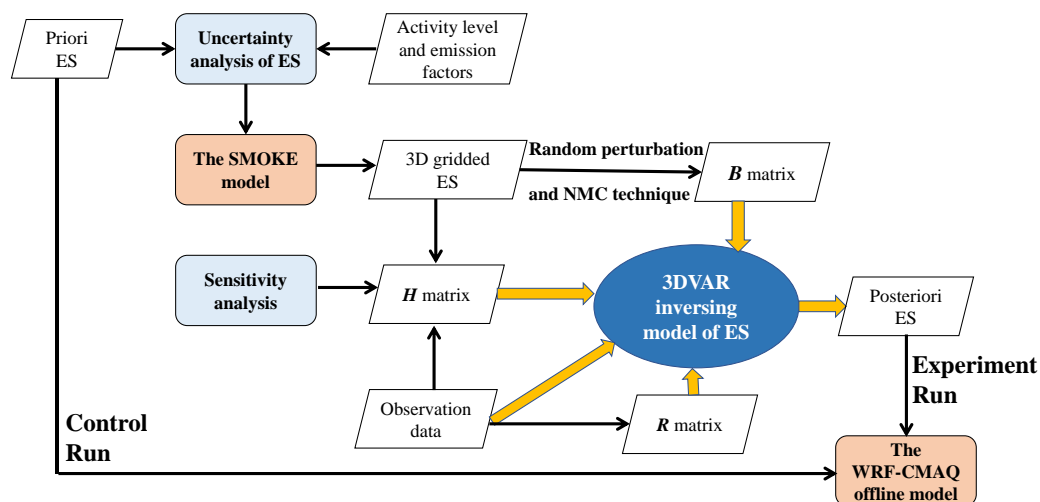 Priori
ES
Uncertainty
analysis of ES
Activity level
and emission
factors
The SMOKE
model
3D gridded
ES
Random perturbation
and NMC technique
B matrix
Sensitivity
analysis
H matrix
3DVAR
inversing
model of ES
Posteriori
ES
Experiment
Run
Observation
data
R matrix
Control
Run
The
WRF-CMAQ
offline model